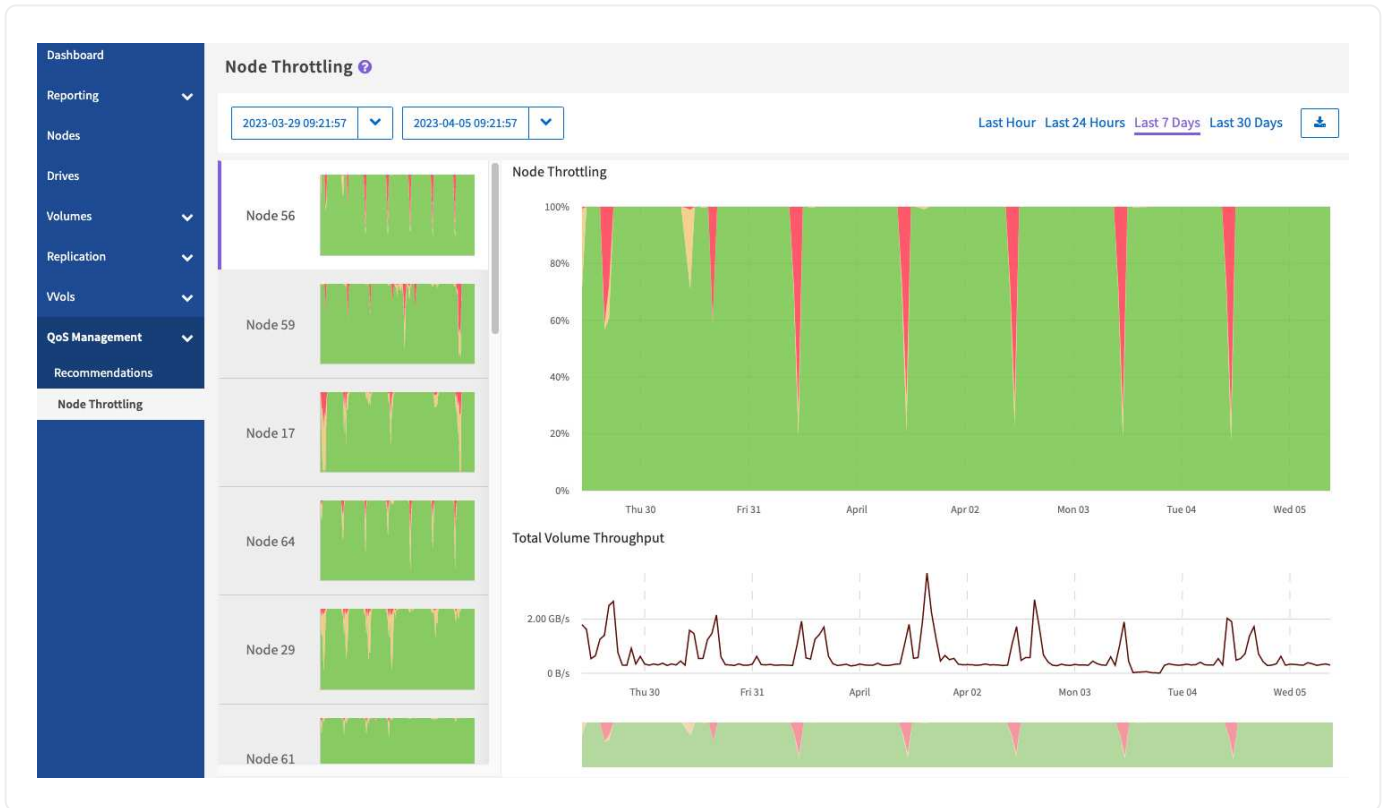 Dashboard
Reporting
Nodes
Drives
Volumes
Replication
VVols
QoS Management
Recommendations
Node Throttling
Node Throttling ?
2023-03-29 09:21:57
2023-04-05 09:21:57
Last Hour Last 24 Hours Last 7 Days Last 30 Days
Node 56
Node 59
Node 17
Node 64
Node 29
Node 61
Node Throttling
100%
80%
60%
40%
20%
0%
Thu 30 Fri 31 April Apr 02 Mon 03 Tue 04 Wed 05
Total Volume Throughput
2.00 GB/s
0 B/s
Thu 30 Fri 31 April Apr 02 Mon 03 Tue 04 Wed 05